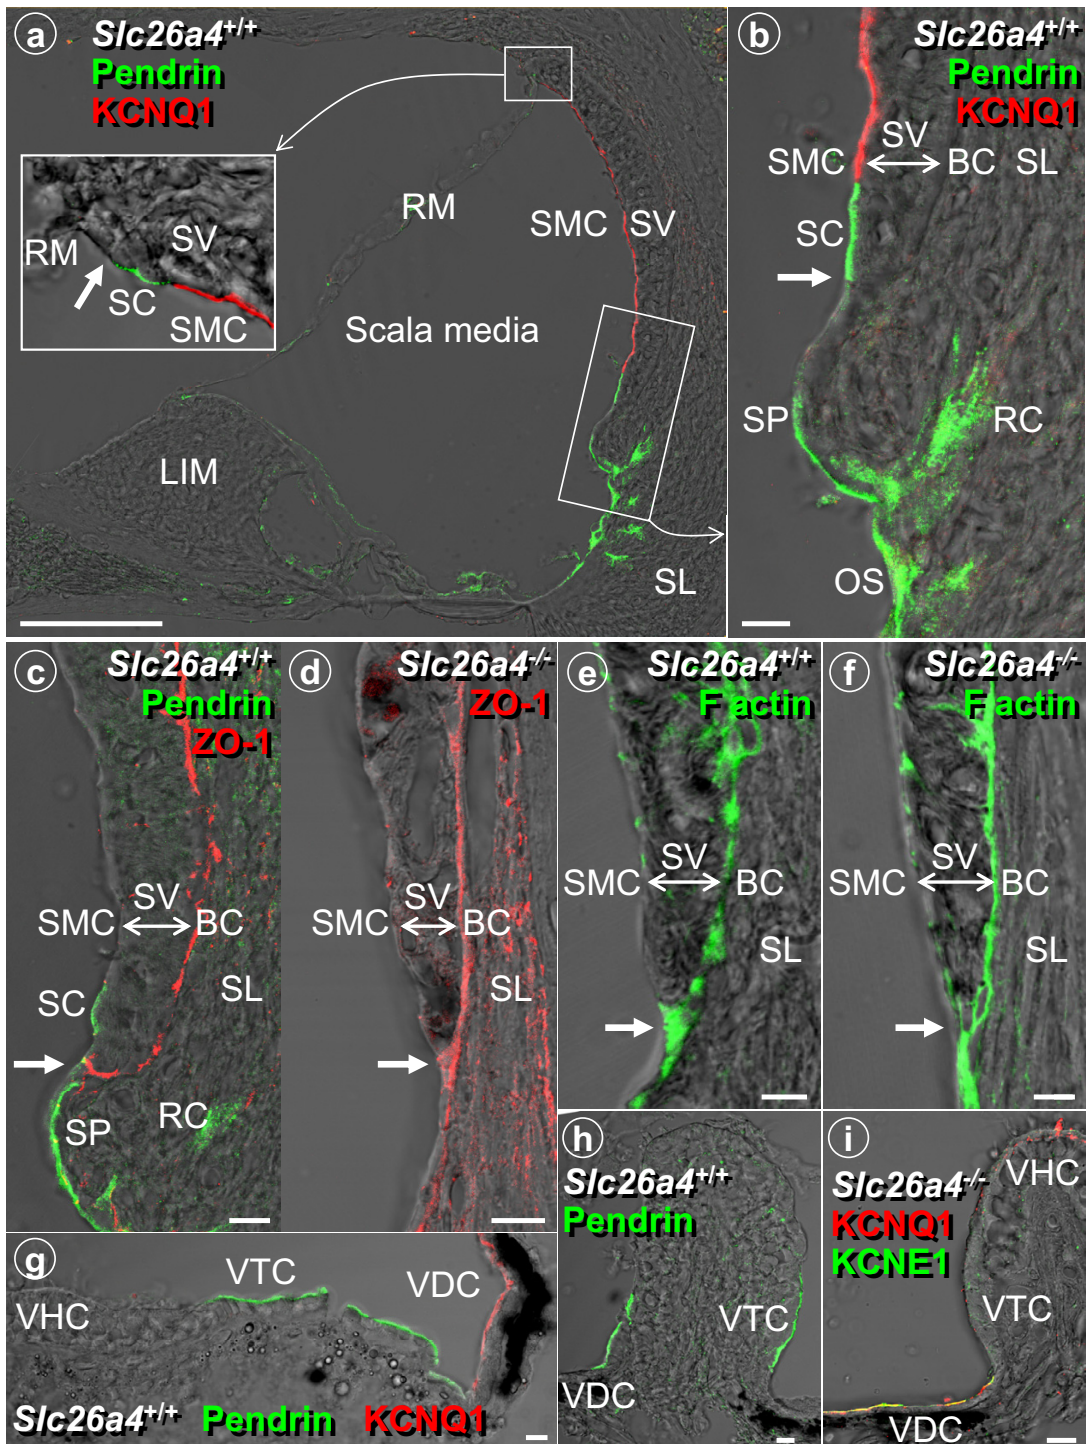 a
Slc26a4+/+
Pendrin
KCNQ1
RM
SMC SV
RM
SV
SC
SMC
Scala media
LIM
SL
b
Slc26a4+/+
Pendrin
KCNQ1
SV
SMC BC SL
SC
SP
RC
OS
c
Slc26a4+/+
Pendrin
ZO-1
SV
SMC BC
SL
SC
RC
SP
d
Slc26a4-/-
ZO-1
SV
SMC BC
SL
e
Slc26a4+/+
F actin
SV
SMC BC
SL
f
Slc26a4-/-
F actin
SV
SMC BC
SL
g
VTC
VDC
VHC
Slc26a4+/+ Pendrin KCNQ1
h
Slc26a4+/+
Pendrin
VTC
VDC
i
VHC
Slc26a4-/-
KCNQ1
KCNE1
VTC
VDC